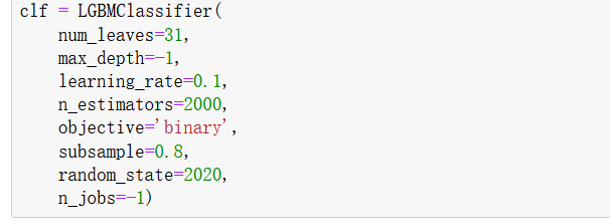 clf = LGBMClassifier(
    num_leaves=31,
    max_depth=-1,
    learning_rate=0.1,
    n_estimators=2000,
    objective='binary',
    subsample=0.8,
    random_state=2020,
    n_jobs=-1)